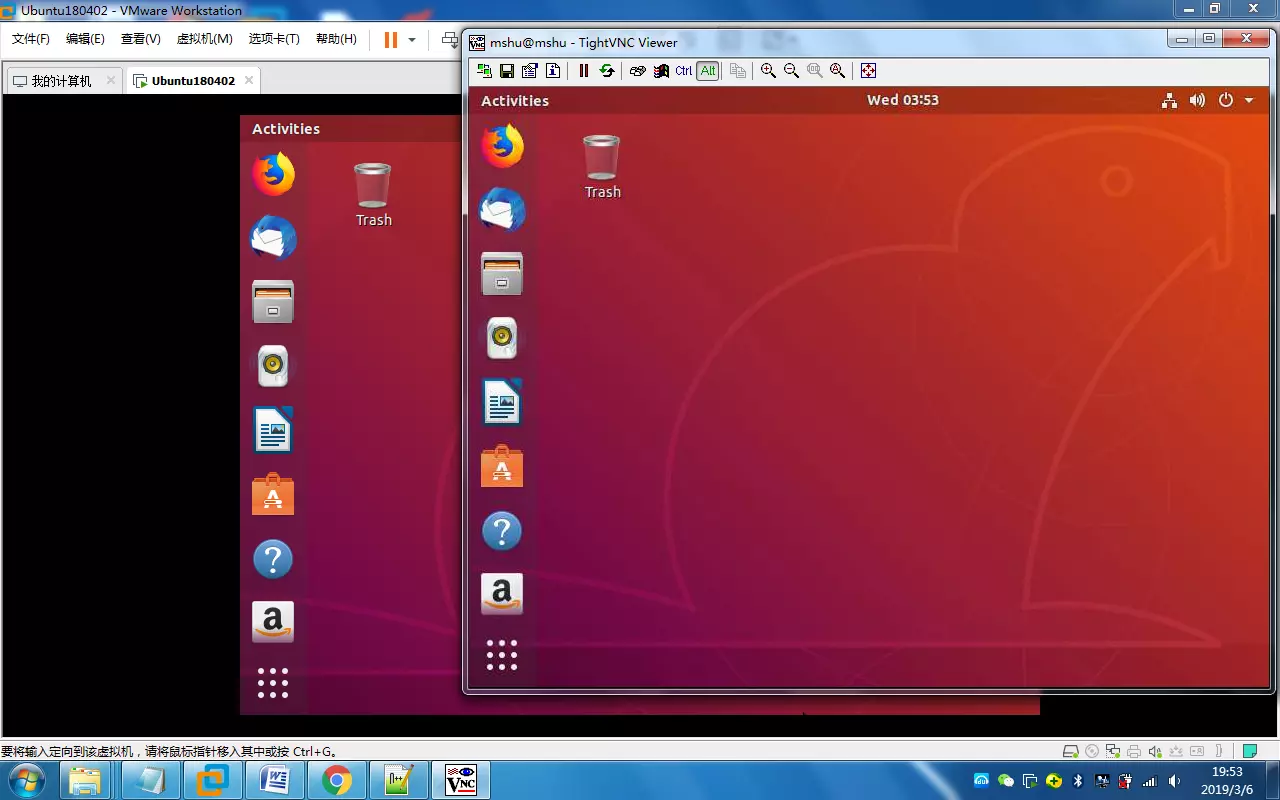 Ubuntu180402 - VMware Workstation
文件(F) 编辑(E) 查看(V) 虚拟机(M) 选项卡(T) 帮助(H)
我的计算机 Ubuntu180402
Activities
Trash
mshu@mshu - TightVNC Viewer
Ctrl Alt
Activities Wed 03:53
Trash
要将输入定向到该虚拟机，请将鼠标指针移入其中或按 Ctrl+G。
19:53
2019/3/6